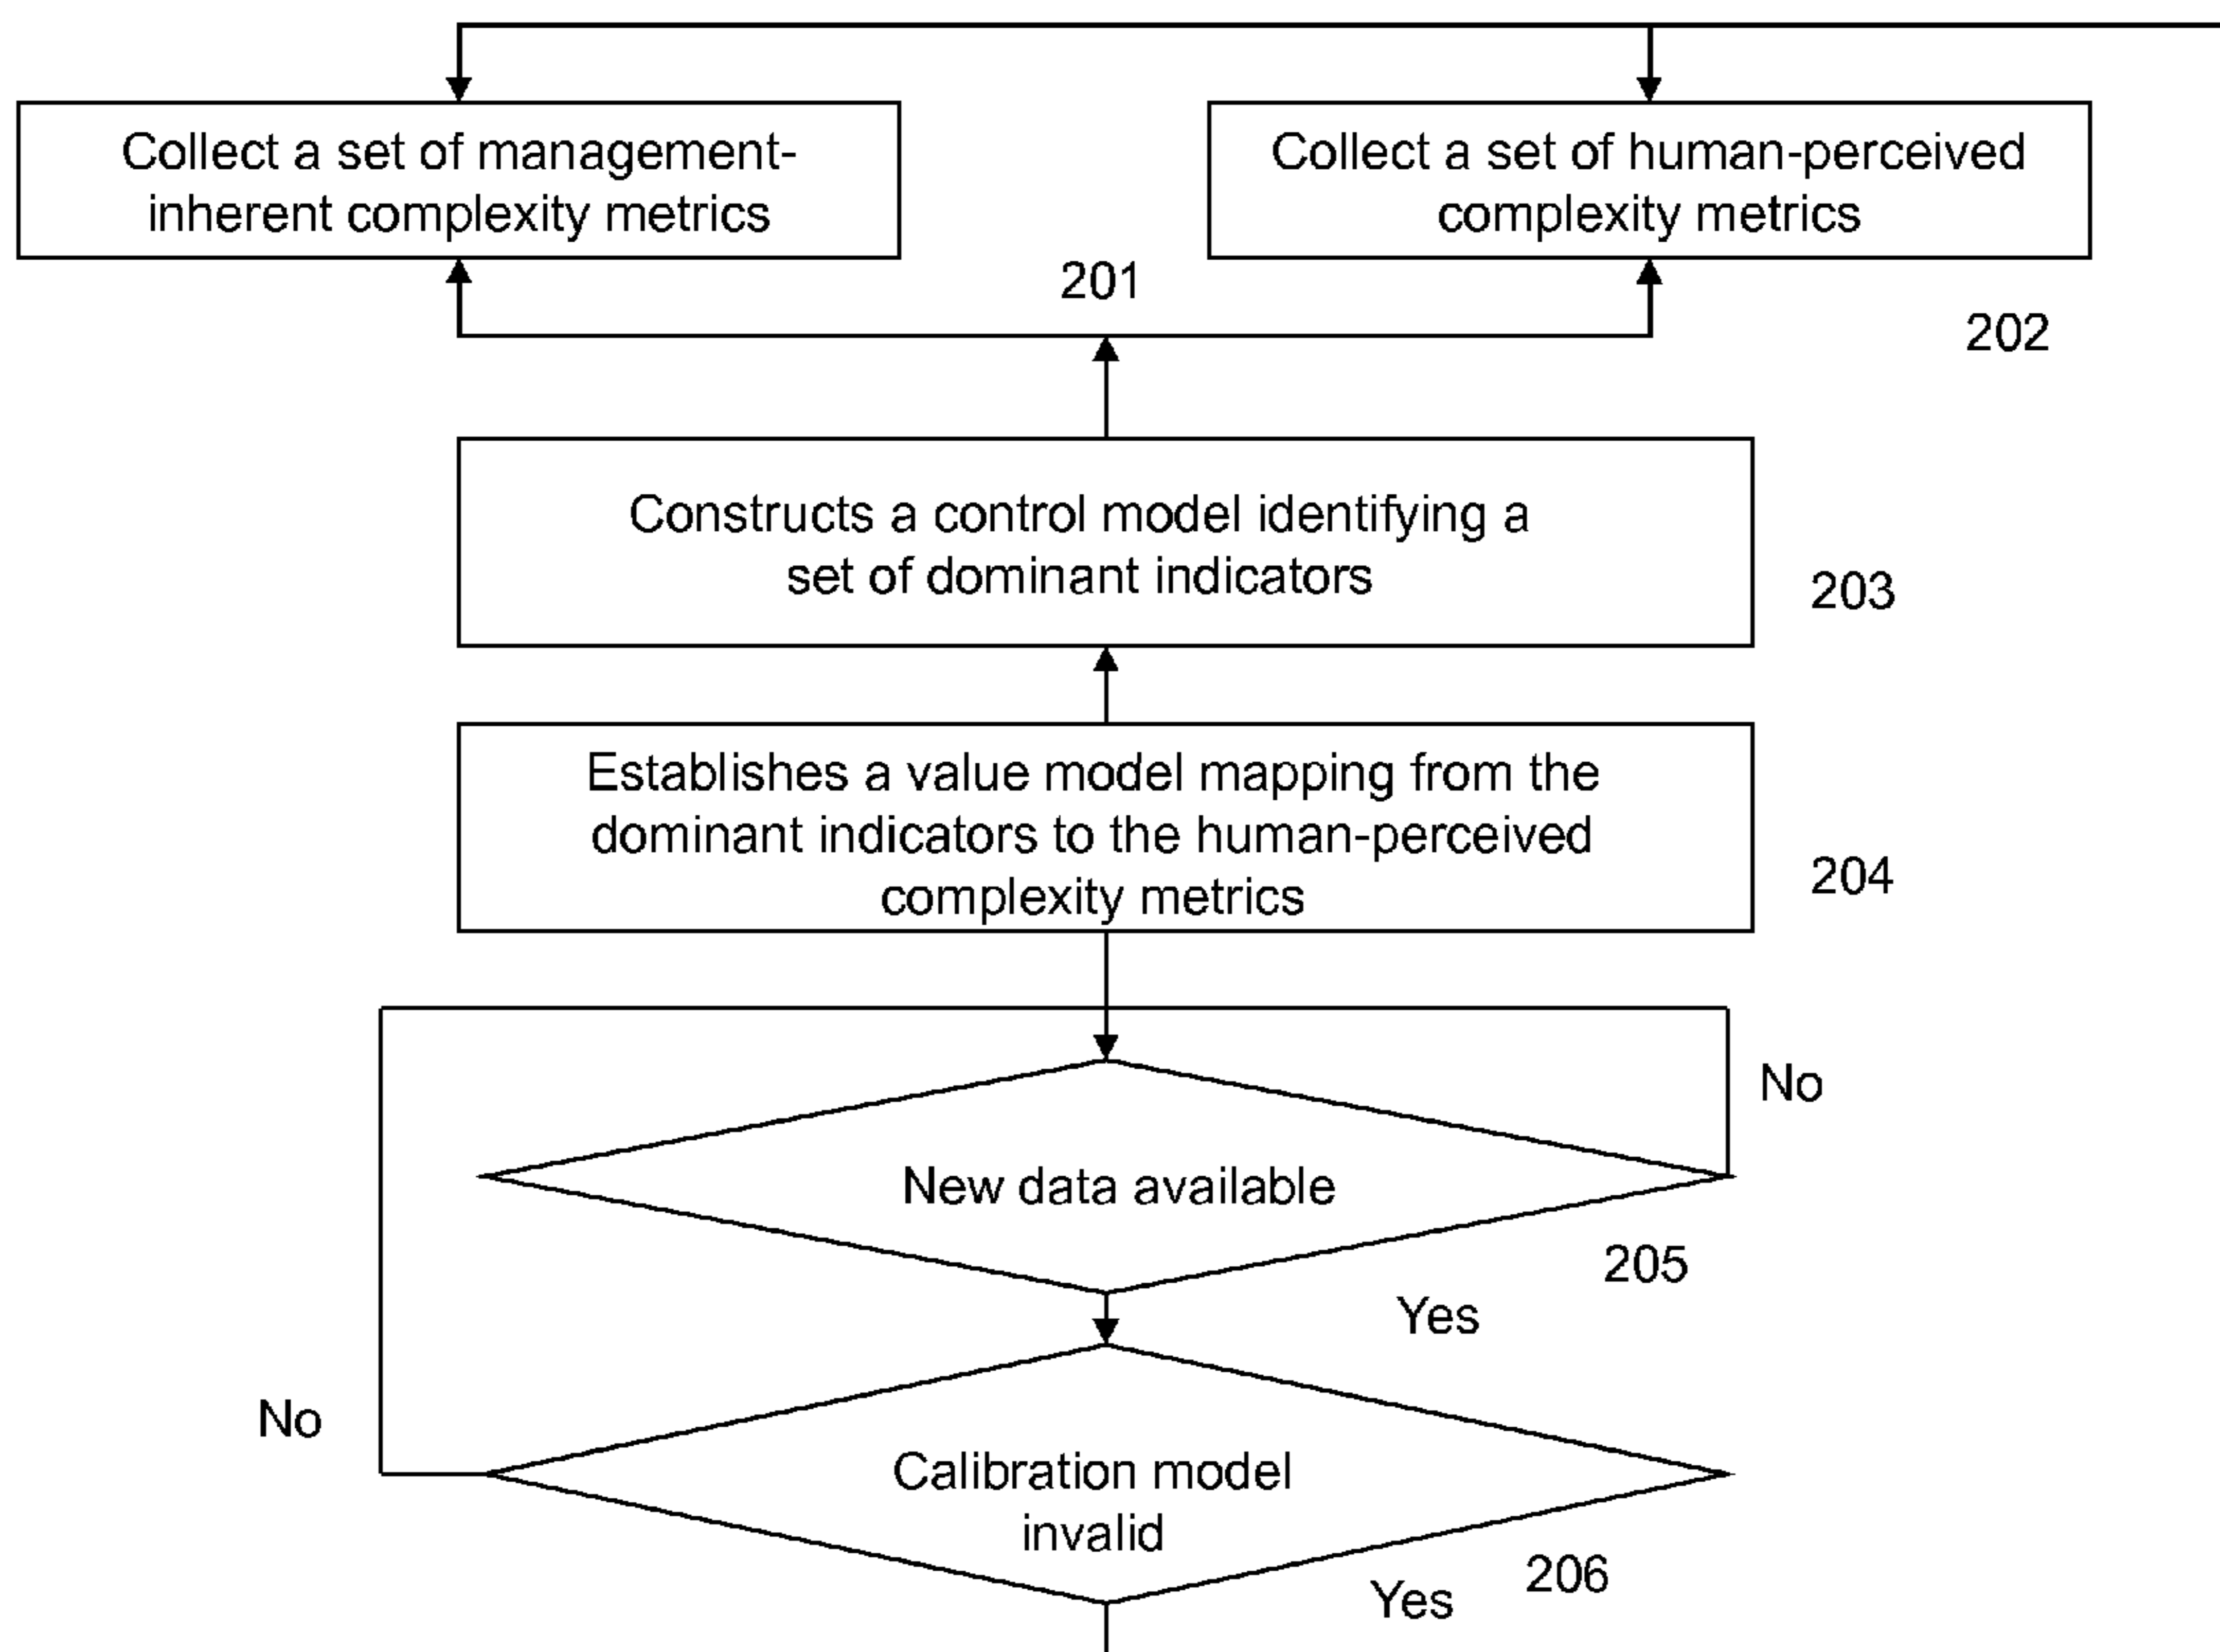 Collect a set of management-
inherent complexity metrics
Collect a set of human-perceived
complexity metrics
201
202
Constructs a control model identifying a
set of dominant indicators
203
Establishes a value model mapping from the
dominant indicators to the human-perceived
complexity metrics
204
No
New data available
205
Yes
No
Calibration model
invalid
206
Yes